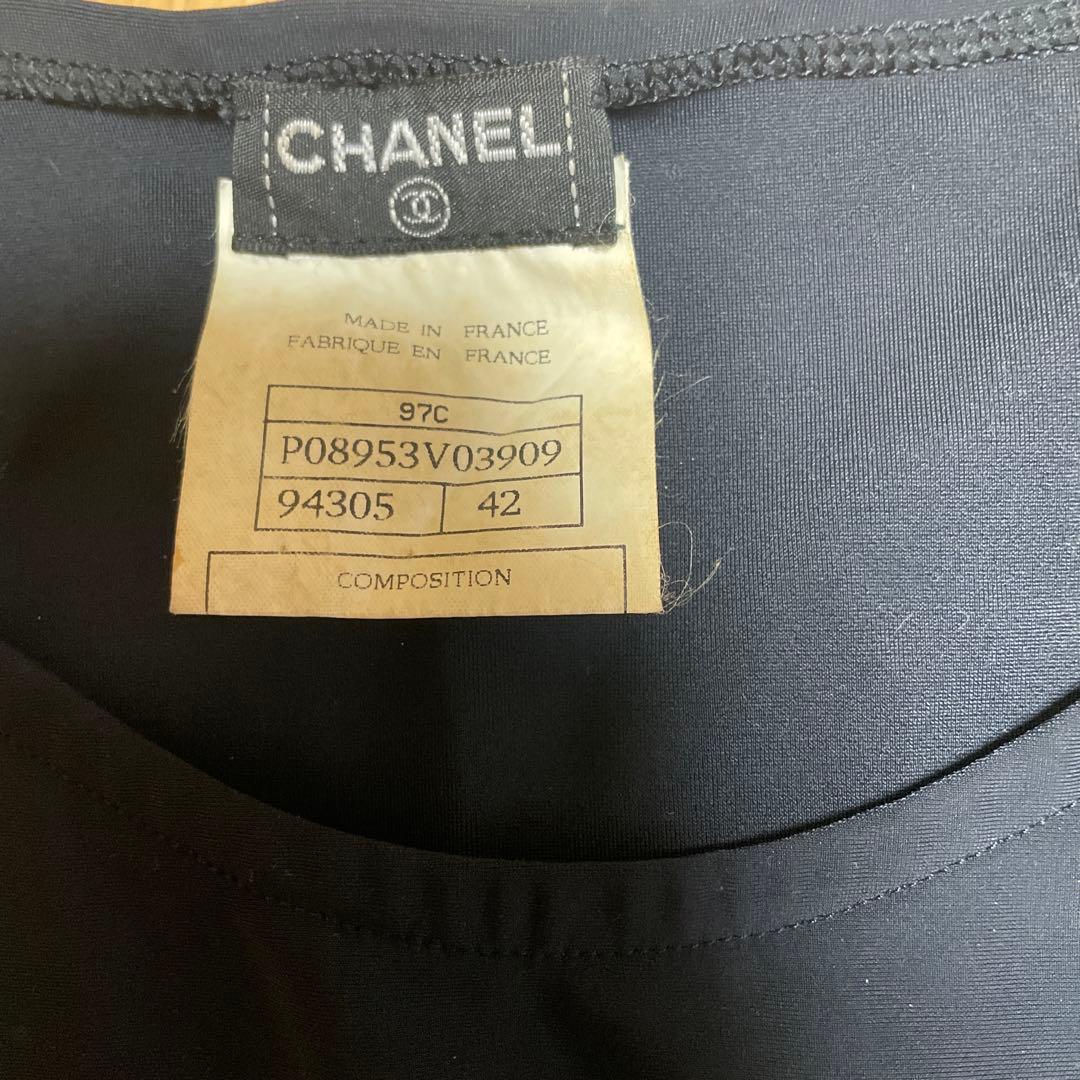 CHANEL
MADE IN FRANCE
FABRIQUE EN FRANCE
97C
P08953V03909
94305 42
COMPOSITION